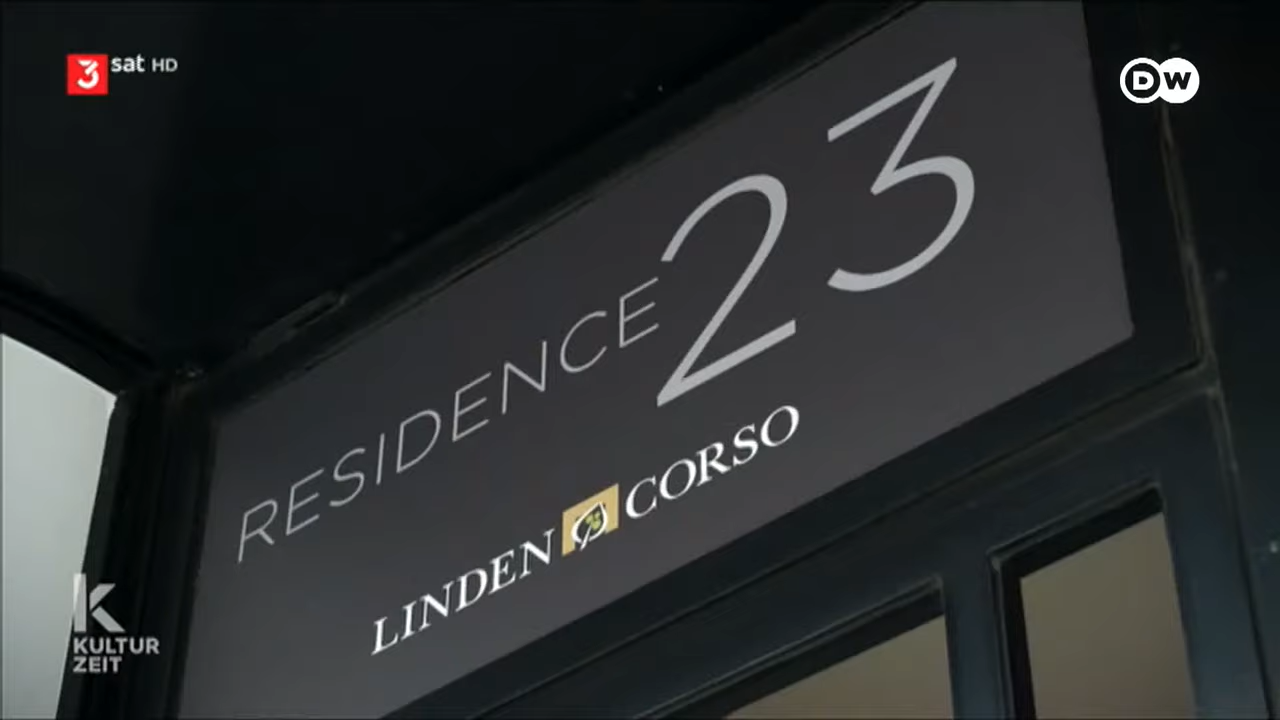 3sat HD
DW
RESIDENCE 23
LINDEN CORSO
K
KULTUR
ZEIT